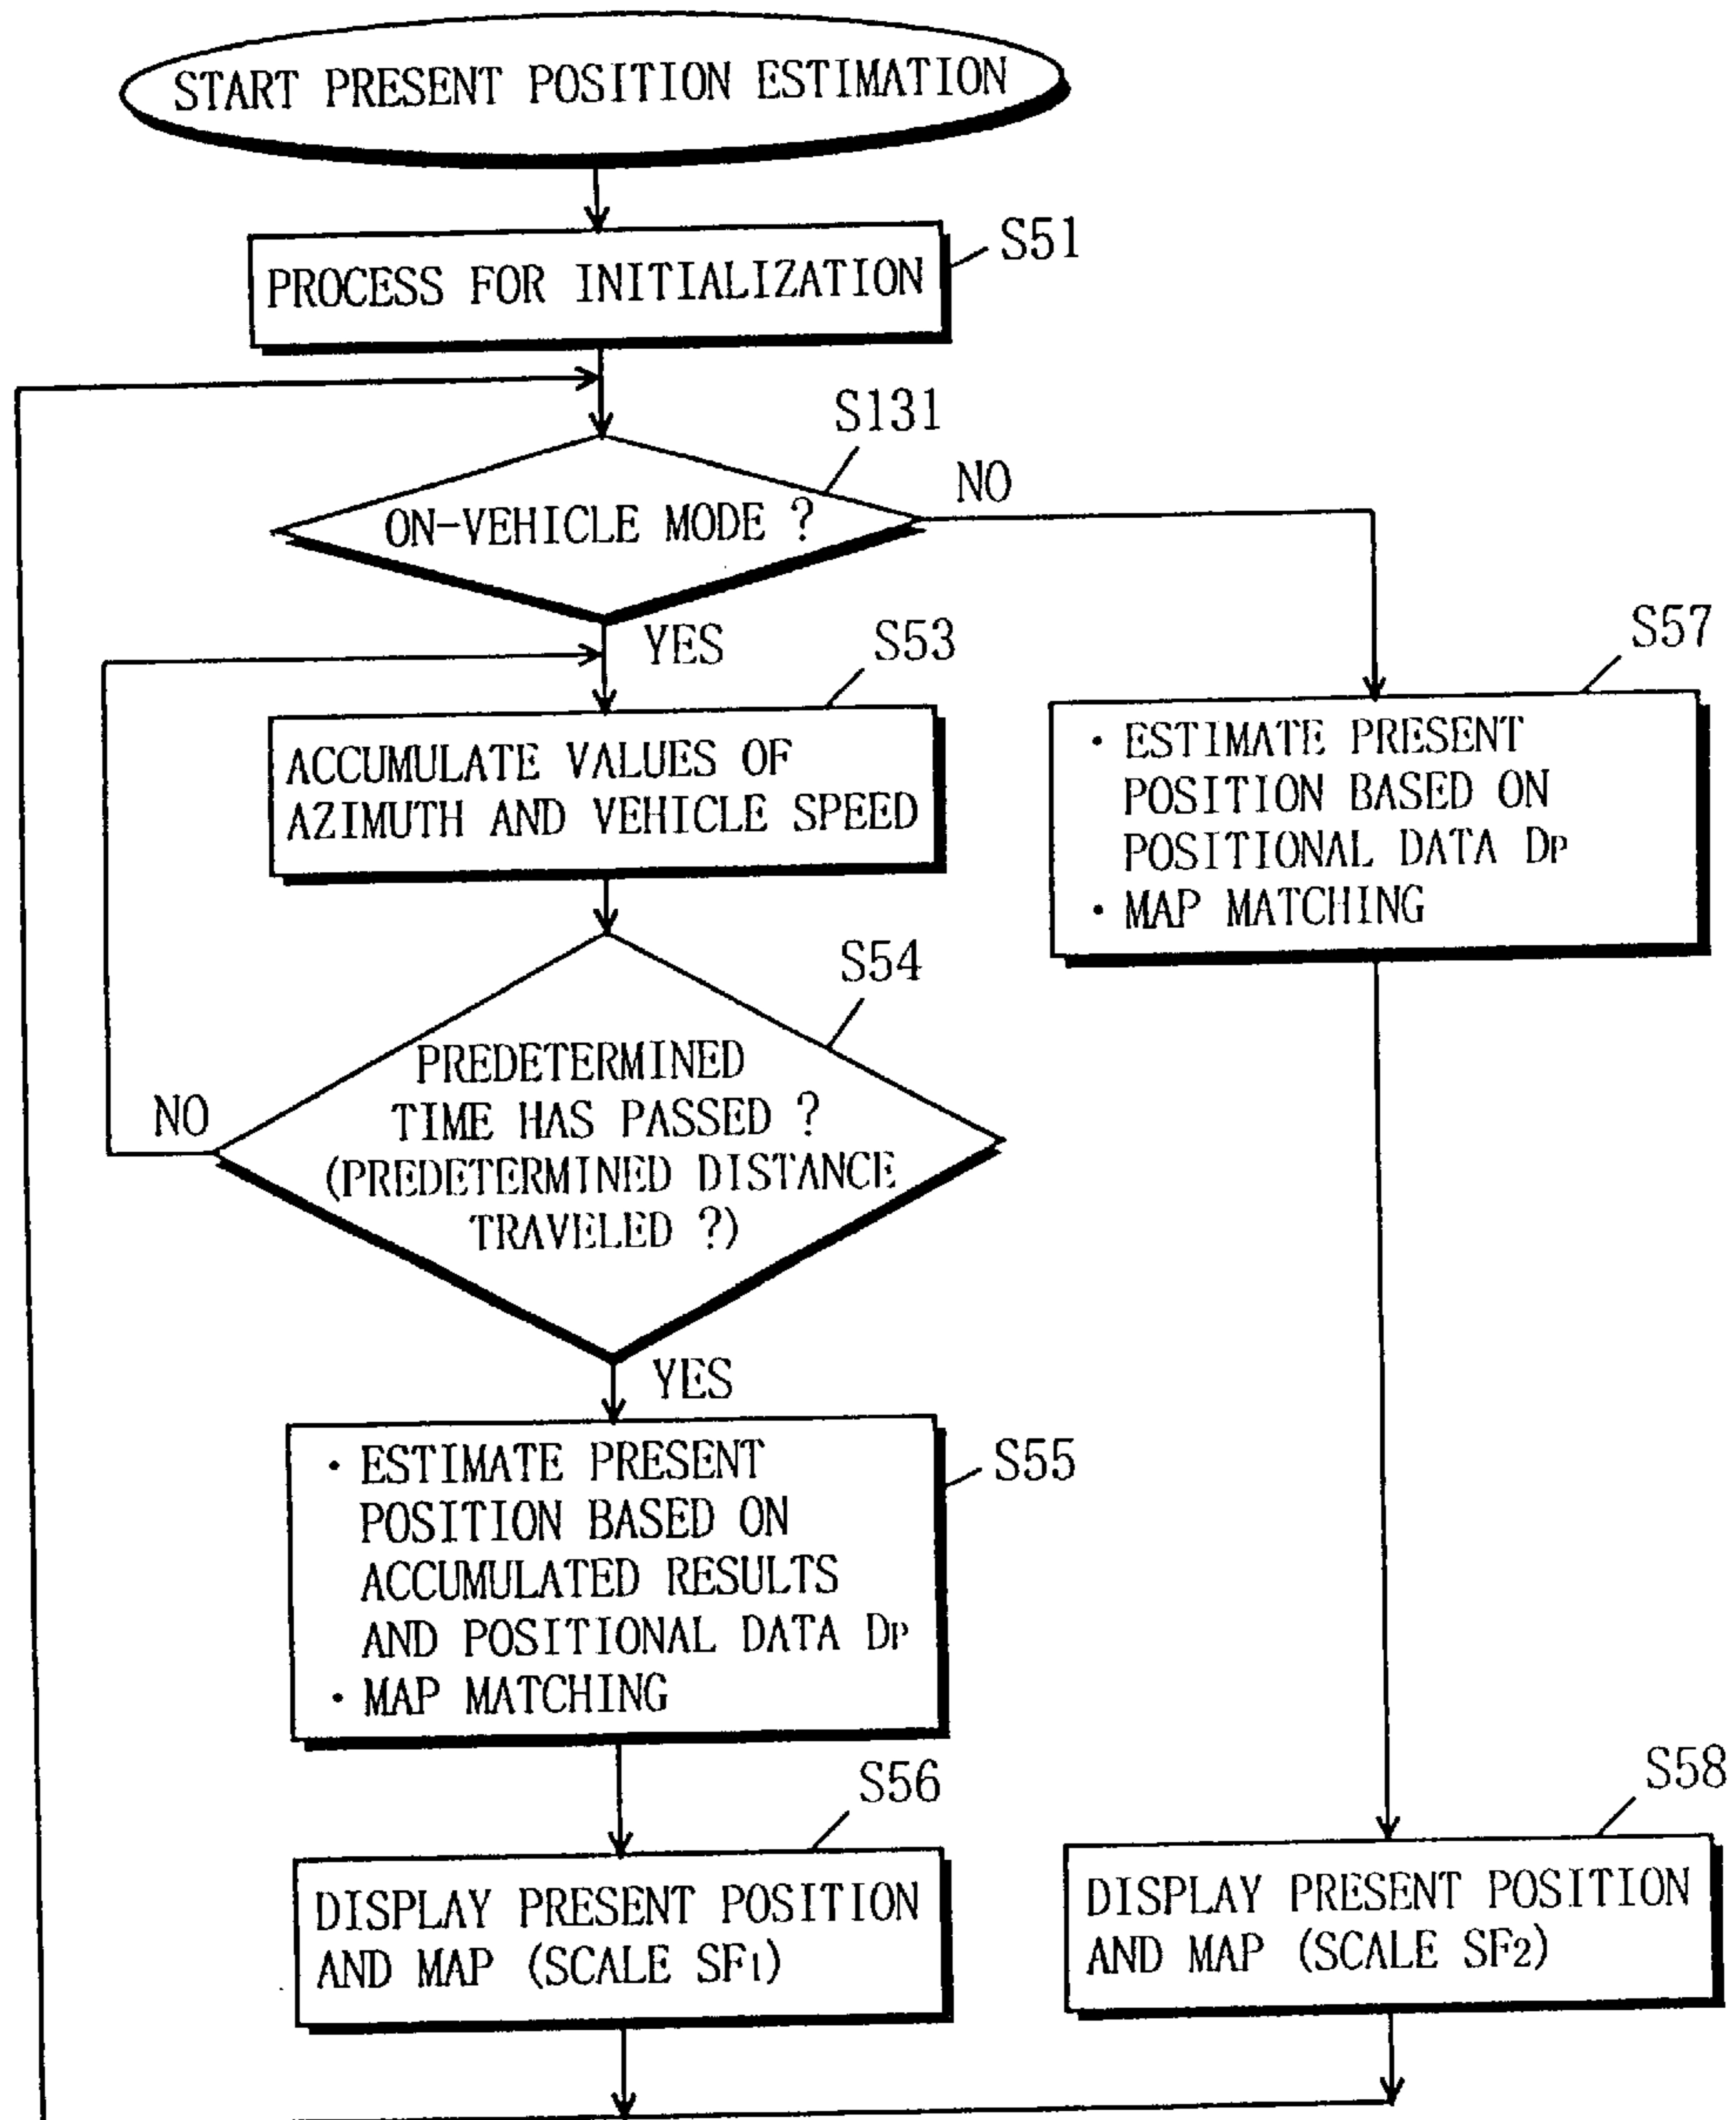 START PRESENT POSITION ESTIMATION
S51
PROCESS FOR INITIALIZATION
S131
NO
ON-VEHICLE MODE ?
YES
S53
S57
ACCUMULATE VALUES OF
AZIMUTH AND VEHICLE SPEED
・ESTIMATE PRESENT
POSITION BASED ON
POSITIONAL DATA DP
・MAP MATCHING
S54
PREDETERMINED
TIME HAS PASSED ?
(PREDETERMINED DISTANCE
TRAVELED ?)
NO
YES
S55
・ESTIMATE PRESENT
POSITION BASED ON
ACCUMULATED RESULTS
AND POSITIONAL DATA DP
・MAP MATCHING
S56
S58
DISPLAY PRESENT POSITION
AND MAP (SCALE SF1)
DISPLAY PRESENT POSITION
AND MAP (SCALE SF2)